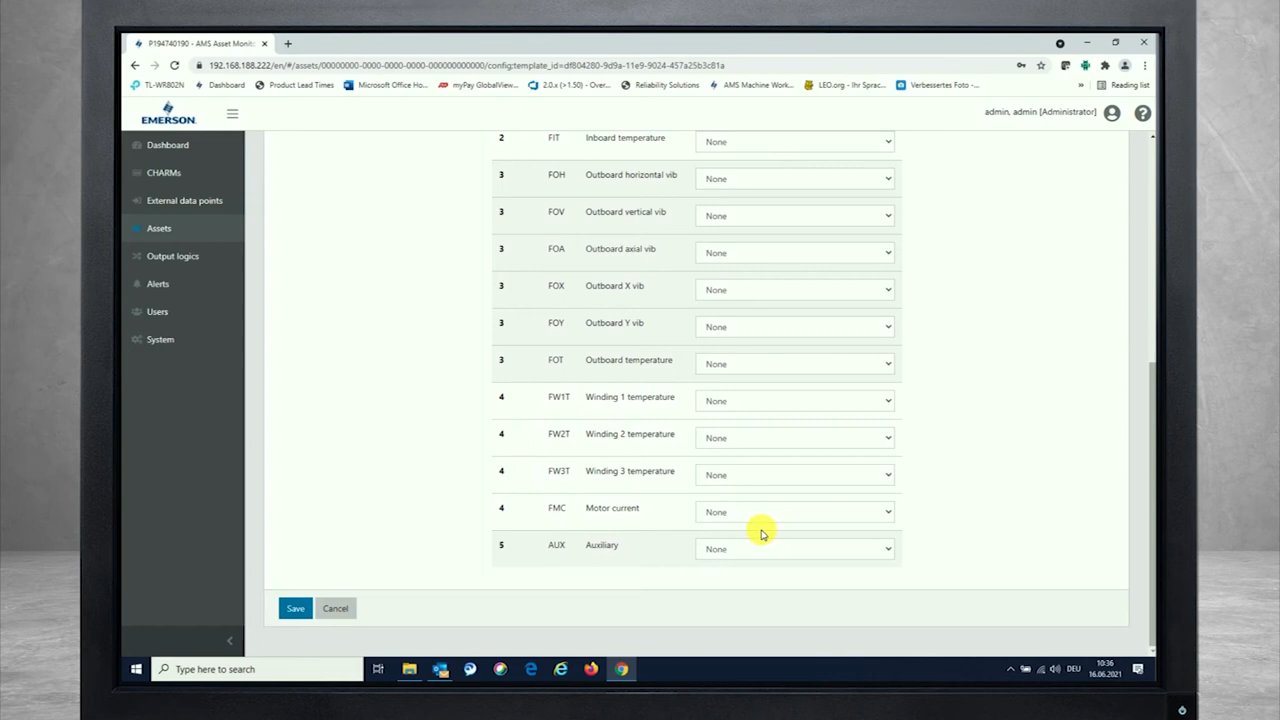 P194740190 - AMS Asset Monit
192.168.188.222/en/#/assets/00000000-0000-0000-0000-000000000000/config;template_id=df804280-9d9a-11e9-9024-457a25b3c81a
TL-WR802N
Dashboard
Product Lead Times
Microsoft Office Ho...
myPay GlobalView...
2.0.x (>1.50) - Over...
Reliability Solutions
AMS Machine Work...
LEO.org - Ihr Sprac...
Verbessertes Foto -...
»
Reading list
EMERSON
admin, admin [Administrator]
Dashboard
CHARMs
External data points
Assets
Output logics
Alerts
Users
System
2 FIT Inboard temperature None
3 FOH Outboard horizontal vib None
3 FOV Outboard vertical vib None
3 FOA Outboard axial vib None
3 FOX Outboard X vib None
3 FOY Outboard Y vib None
3 FOT Outboard temperature None
4 FW1T Winding 1 temperature None
4 FW2T Winding 2 temperature None
4 FW3T Winding 3 temperature None
4 FMC Motor current None
5 AUX Auxiliary None
Save Cancel
Type here to search
DEU
10:36
16.06.2021